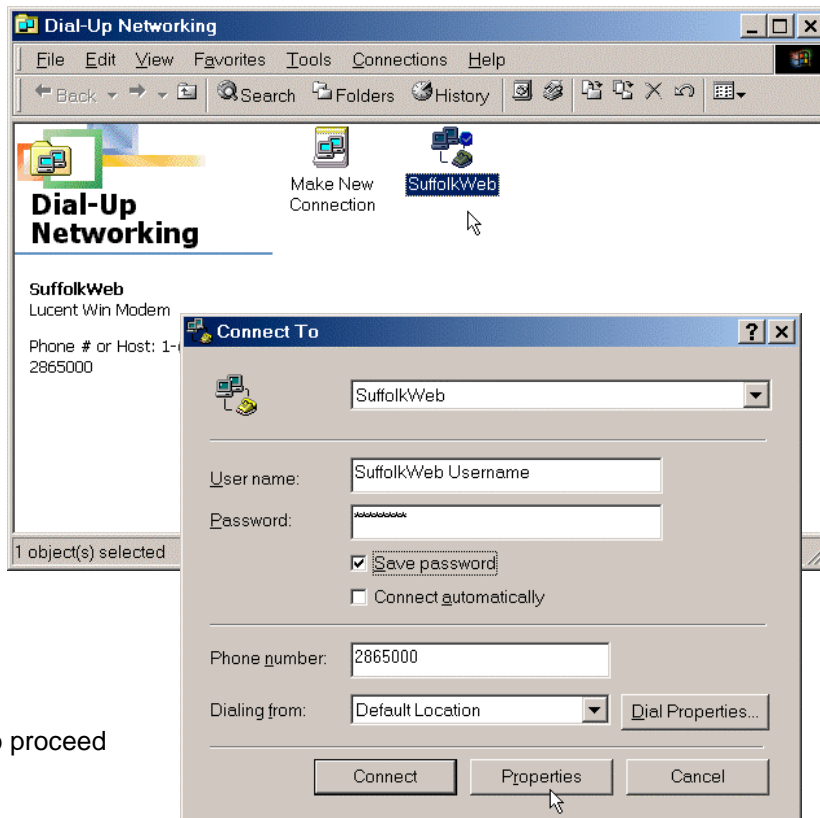 Dial-Up Networking
File Edit View Favorites Tools Connections Help
Back Search Folders History
Make New
Connection
SuffolkWeb
Dial-Up
Networking
SuffolkWeb
Lucent Win Modem
Phone # or Host: 1-
2865000
1 object(s) selected
Connect To
SuffolkWeb
User name: SuffolkWeb Username
Password: *********
Save password
Connect automatically
Phone number: 2865000
Dialing from: Default Location Dial Properties...
Connect Properties Cancel
proceed